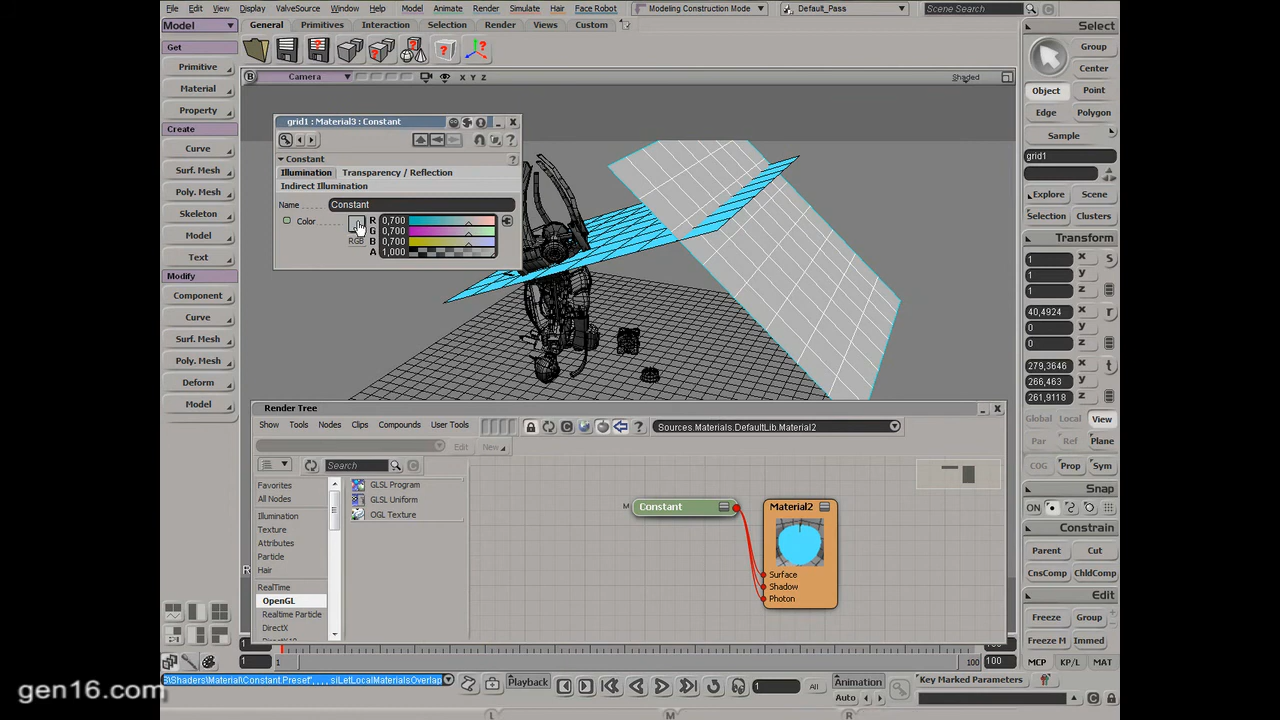 File Edit View Display ValveSource Window Help Model Animate Render Simulate Hair Face Robot Modeling Construction Mode Default_Pass Scene Search
Model General Primitives Interaction Selection Render Views Custom Select
Get
Primitive
Material
Property
Create
Curve
Surf. Mesh
Poly. Mesh
Skeleton
Model
Text
Modify
Component
Curve
Surf. Mesh
Poly. Mesh
Deform
Model
B Camera X Y Z Shaded
grid1 : Material3 : Constant
Constant
Illumination Transparency / Reflection
Indirect Illumination
Name Constant
Color R 0,700
G 0,700
RGB B 0,700
A 1,000
Render Tree
Show Tools Nodes Clips Compounds User Tools Sources.Materials.DefaultLib.Material2
Edit New
Search
Favorites
All Nodes
Illumination
Texture
Attributes
Particle
Hair
RealTime
OpenGL
Realtime Particle
DirectX
GLSL Program
GLSL Uniform
OGL Texture
M Constant
Material2
Surface
Shadow
Photon
Group
Center
Object Point
Edge Polygon
Sample
grid1
Explore Scene
Selection Clusters
Transform
1 x S
1 y
1 z
40,4924 x r
0 y
0 z
279,3646 x t
266,463 y
261,9118 z
Global Local View
Par Ref Plane
COG Prop Sym
Snap
ON
Constrain
Parent Cut
CnsComp ChldComp
Edit
Freeze Group
Freeze M Immed
MCP KP/L MAT
1 1 100 100
\Shaders\Material\Constant.Preset",,,, siLetLocalMaterialsOverlap
Playback 1 All Animation Auto Key Marked Parameters
L M R
gen16.com